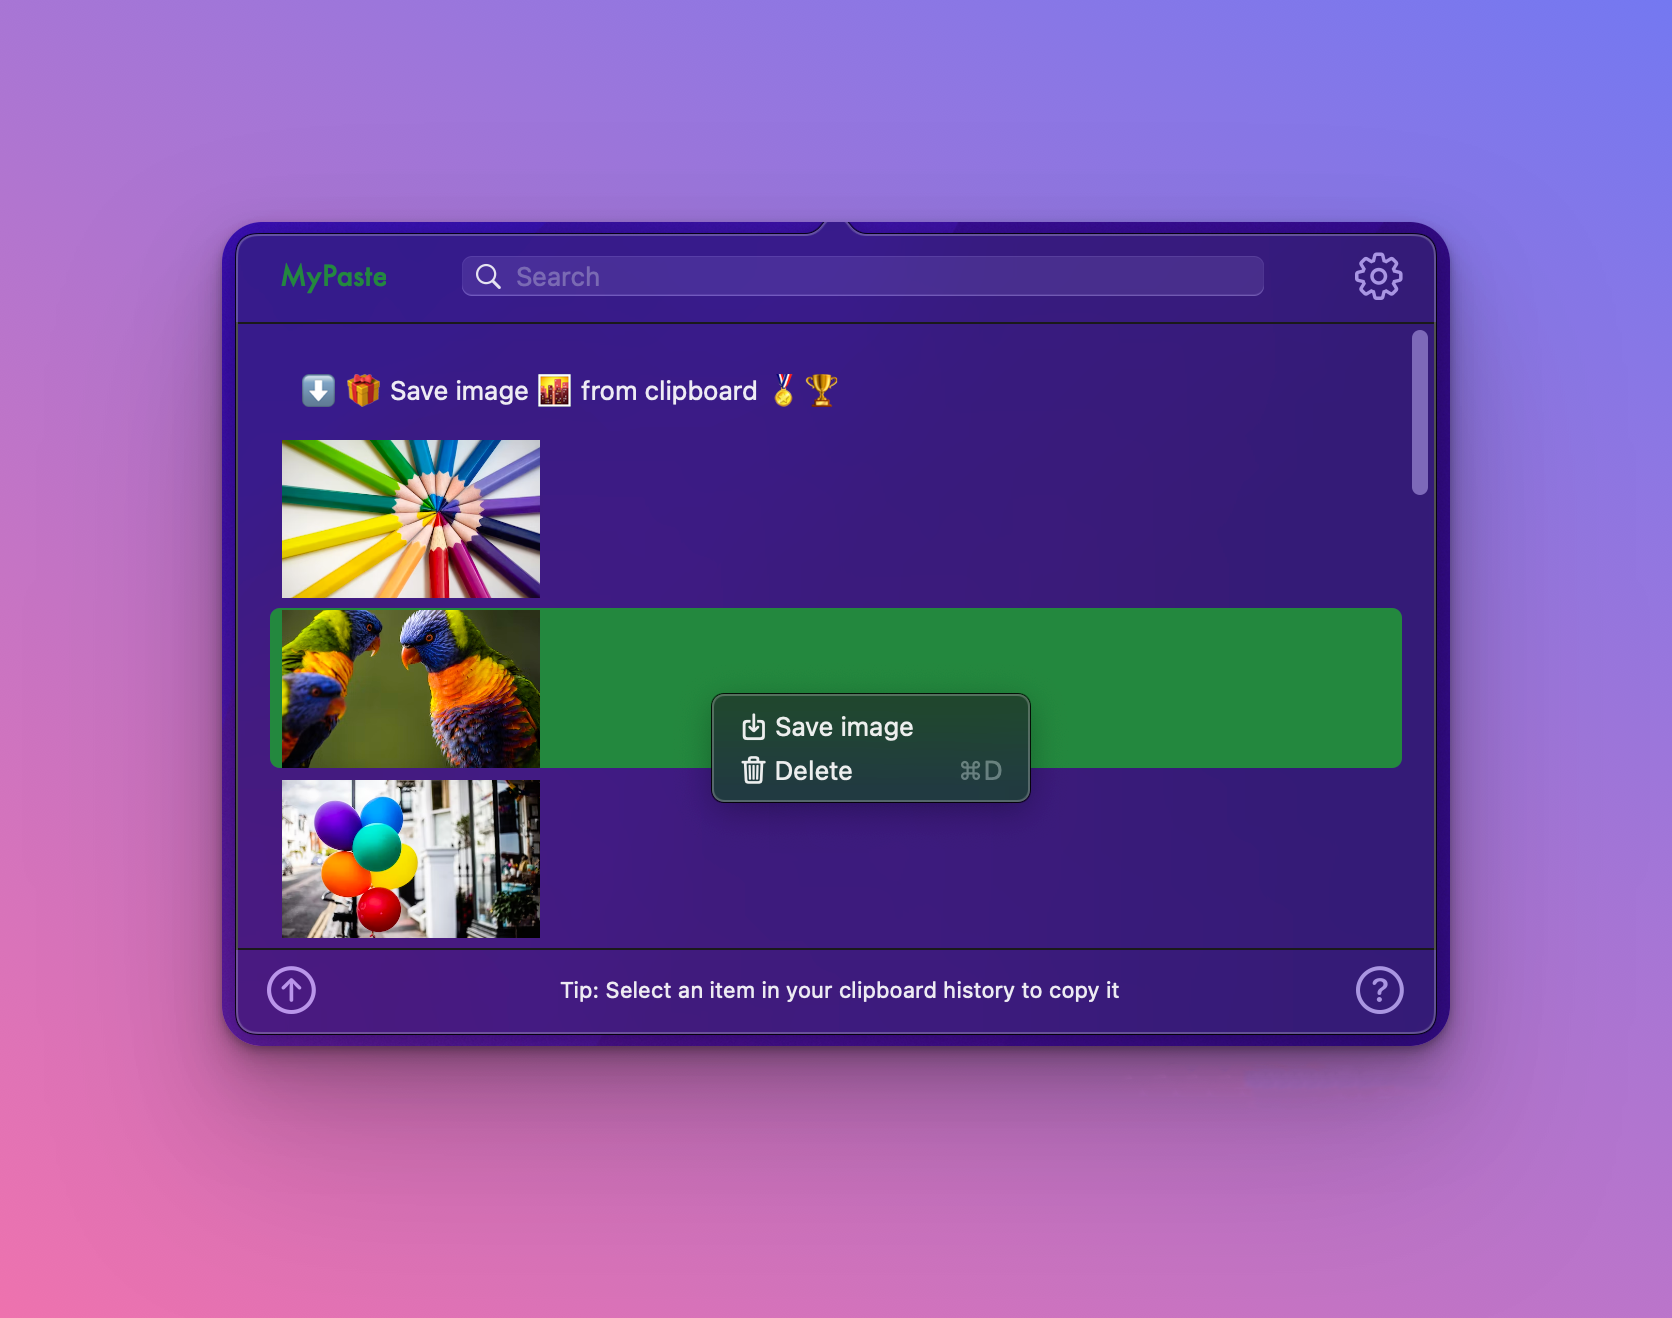 MyPaste
Search
⬇️ 🎁 Save image 🌇 from clipboard 🏅 🏆
Save image
Delete ⌘D
Tip: Select an item in your clipboard history to copy it
?